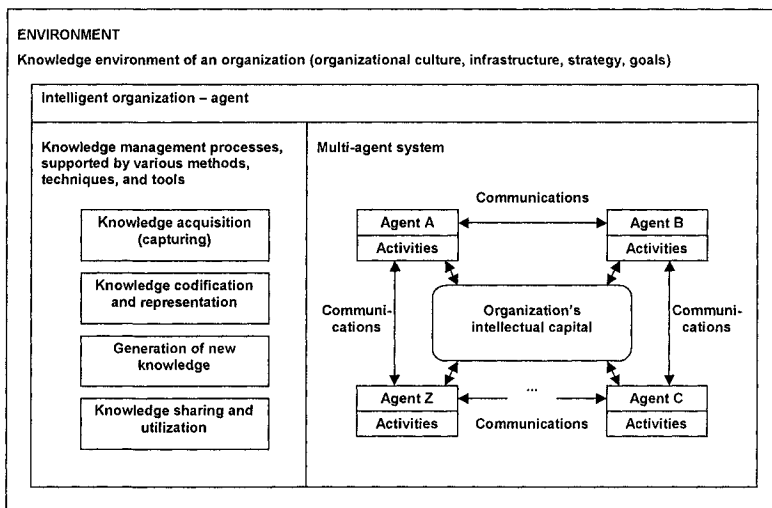 ENVIRONMENT
Knowledge environment of an organization (organizational culture, infrastructure, strategy, goals)
Intelligent organization – agent
Knowledge management processes,
supported by various methods,
techniques, and tools
Knowledge acquisition
(capturing)
Knowledge codification
and representation
Generation of new
knowledge
Knowledge sharing and
utilization
Multi-agent system
Communications
Agent A
Activities
Agent B
Activities
Communi-
cations
Organization's
intellectual capital
Communi-
cations
...
Agent Z
Activities
Communications
Agent C
Activities